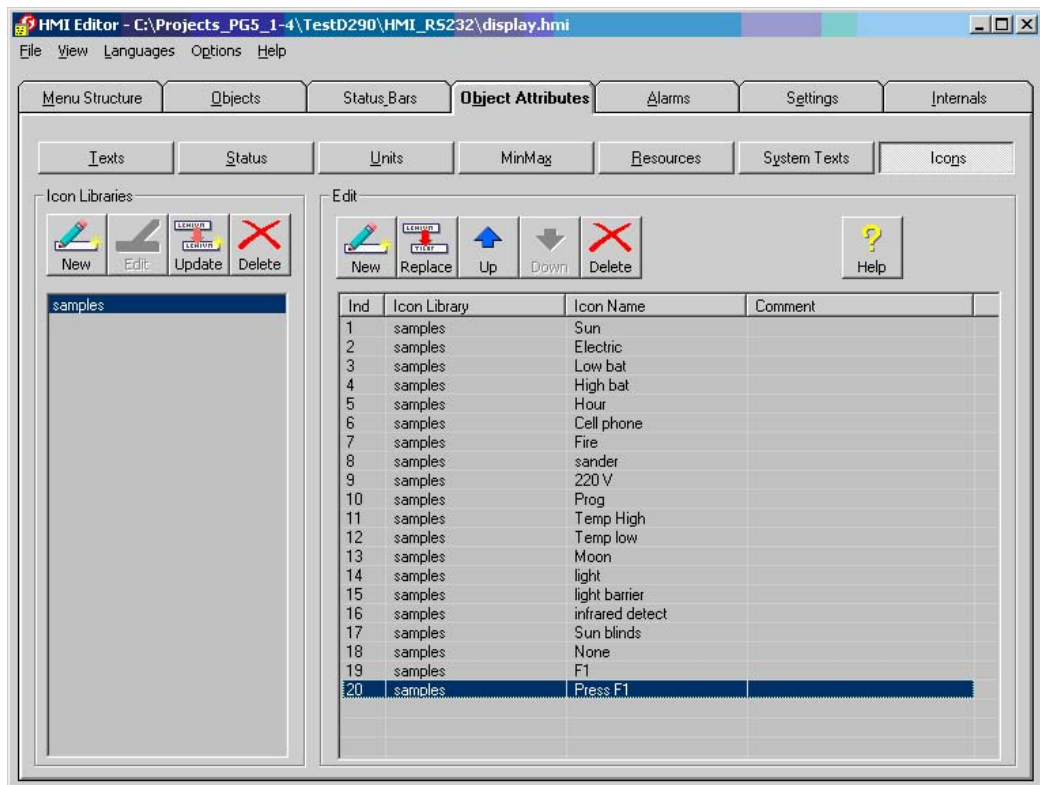 HMI Editor - C:\Projects_PG5_1-4\TestD290\HMI_RS232\display.hmi
File View Languages Options Help
Menu Structure Objects Status_Bars Object Attributes Alarms Settings Internals
Texts Status Units MinMax Resources System Texts Icons
Icon Libraries Edit
New Edit Update Delete New Replace Up Down Delete Help
samples
Ind Icon Library Icon Name Comment
1 samples Sun
2 samples Electric
3 samples Low bat
4 samples High bat
5 samples Hour
6 samples Cell phone
7 samples Fire
8 samples sander
9 samples 220 V
10 samples Prog
11 samples Temp High
12 samples Temp low
13 samples Moon
14 samples light
15 samples light barrier
16 samples infrared detect
17 samples Sun blinds
18 samples None
19 samples F1
20 samples Press F1